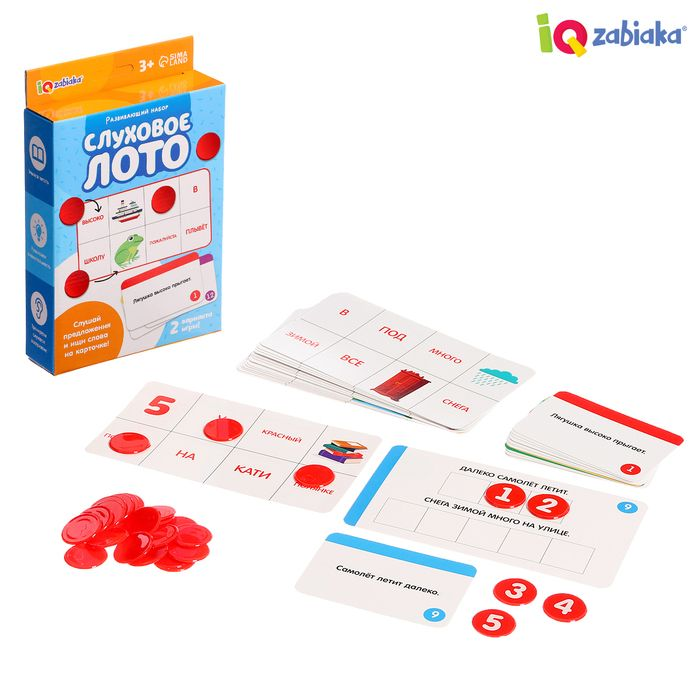 iQ zabiaka®
iQ zabiaka®
3+
SIMA LAND
Развивающий набор
СЛУХОВОЕ
ЛОТО
ВЫСОКО
В
ШКОЛУ
ПОЖАЛУЙСТА
ПЛЫВЁТ
Лягушка высоко прыгает.
1
12
Слушай
предложения
и ищи слова
на карточке!
2 варианта
игры!
В
ПОД
МНОГО
ЗИМОЙ
ВСЕ
СНЕГА
5
КРАСНЫЙ
НА
КАТИ
Лягушка высоко прыгает.
1
ДАЛЕКО САМОЛЁТ ЛЕТИТ.
1 2
9
СНЕГА ЗИМОЙ МНОГО НА УЛИЦЕ.
Самолёт летит далеко.
9
3
4
5